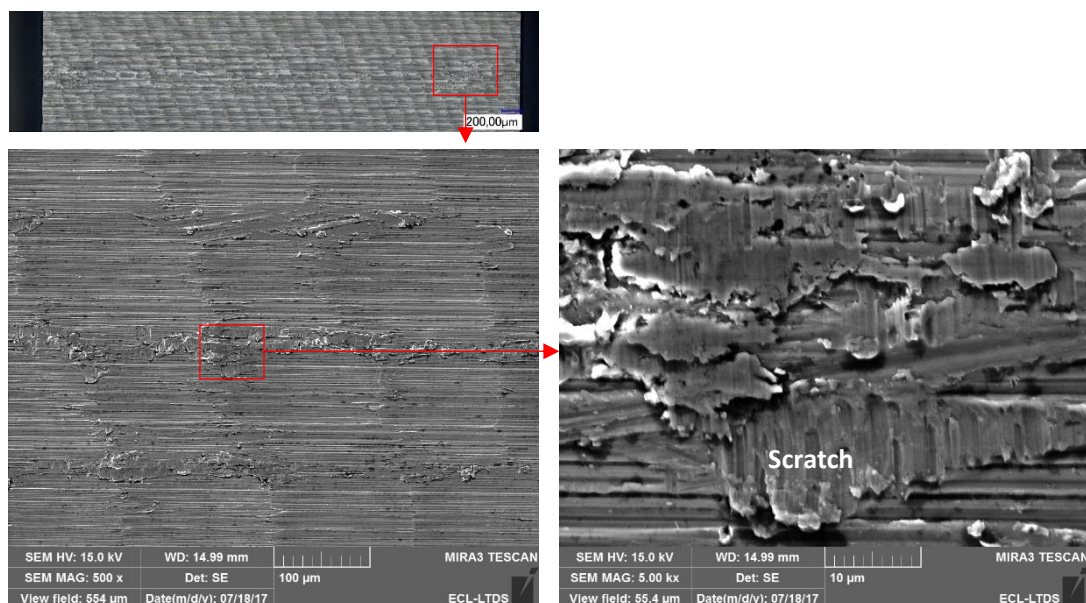 200,00µm
Scratch
SEM HV: 15.0 kV WD: 14.99 mm MIRA3 TESCAN
SEM MAG: 500 x Det: SE 100 µm
View field: 554 µm Date(m/d/y): 07/18/17 ECL-LTDS
SEM HV: 15.0 kV WD: 14.99 mm MIRA3 TESCAN
SEM MAG: 5.00 kx Det: SE 10 µm
View field: 55.4 µm Date(m/d/y): 07/18/17 ECL-LTDS